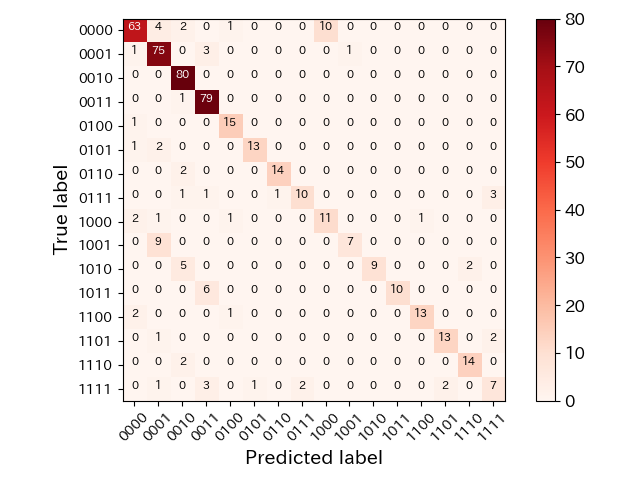 0000 63 4 2 0 1 0 0 0 10 0 0 0 0 0 0 0
0001 1 75 0 3 0 0 0 0 0 1 0 0 0 0 0 0
0010 0 0 80 0 0 0 0 0 0 0 0 0 0 0 0 0
0011 0 0 1 79 0 0 0 0 0 0 0 0 0 0 0 0
0100 1 0 0 0 15 0 0 0 0 0 0 0 0 0 0 0
0101 1 2 0 0 0 13 0 0 0 0 0 0 0 0 0 0
0110 0 0 2 0 0 0 14 0 0 0 0 0 0 0 0 0
0111 0 0 1 1 0 0 1 10 0 0 0 0 0 0 0 3
1000 2 1 0 0 1 0 0 0 11 0 0 0 1 0 0 0
1001 0 9 0 0 0 0 0 0 0 7 0 0 0 0 0 0
1010 0 0 5 0 0 0 0 0 0 0 9 0 0 0 2 0
1011 0 0 0 6 0 0 0 0 0 0 0 10 0 0 0 0
1100 2 0 0 0 1 0 0 0 0 0 0 0 13 0 0 0
1101 0 1 0 0 0 0 0 0 0 0 0 0 0 13 0 2
1110 0 0 2 0 0 0 0 0 0 0 0 0 0 0 14 0
1111 0 1 0 3 0 1 0 2 0 0 0 0 0 2 0 7
0000 0001 0010 0011 0100 0101 0110 0111 1000 1001 1010 1011 1100 1101 1110 1111
Predicted label
True label
80
70
60
50
40
30
20
10
0